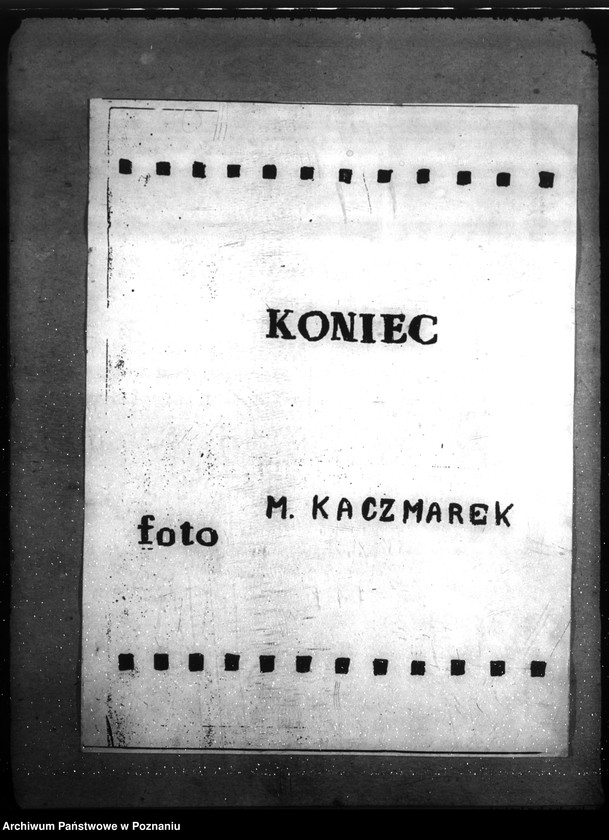 KONIEC
M. KACZMAREK
foto
Archiwum Państwowe w Poznaniu